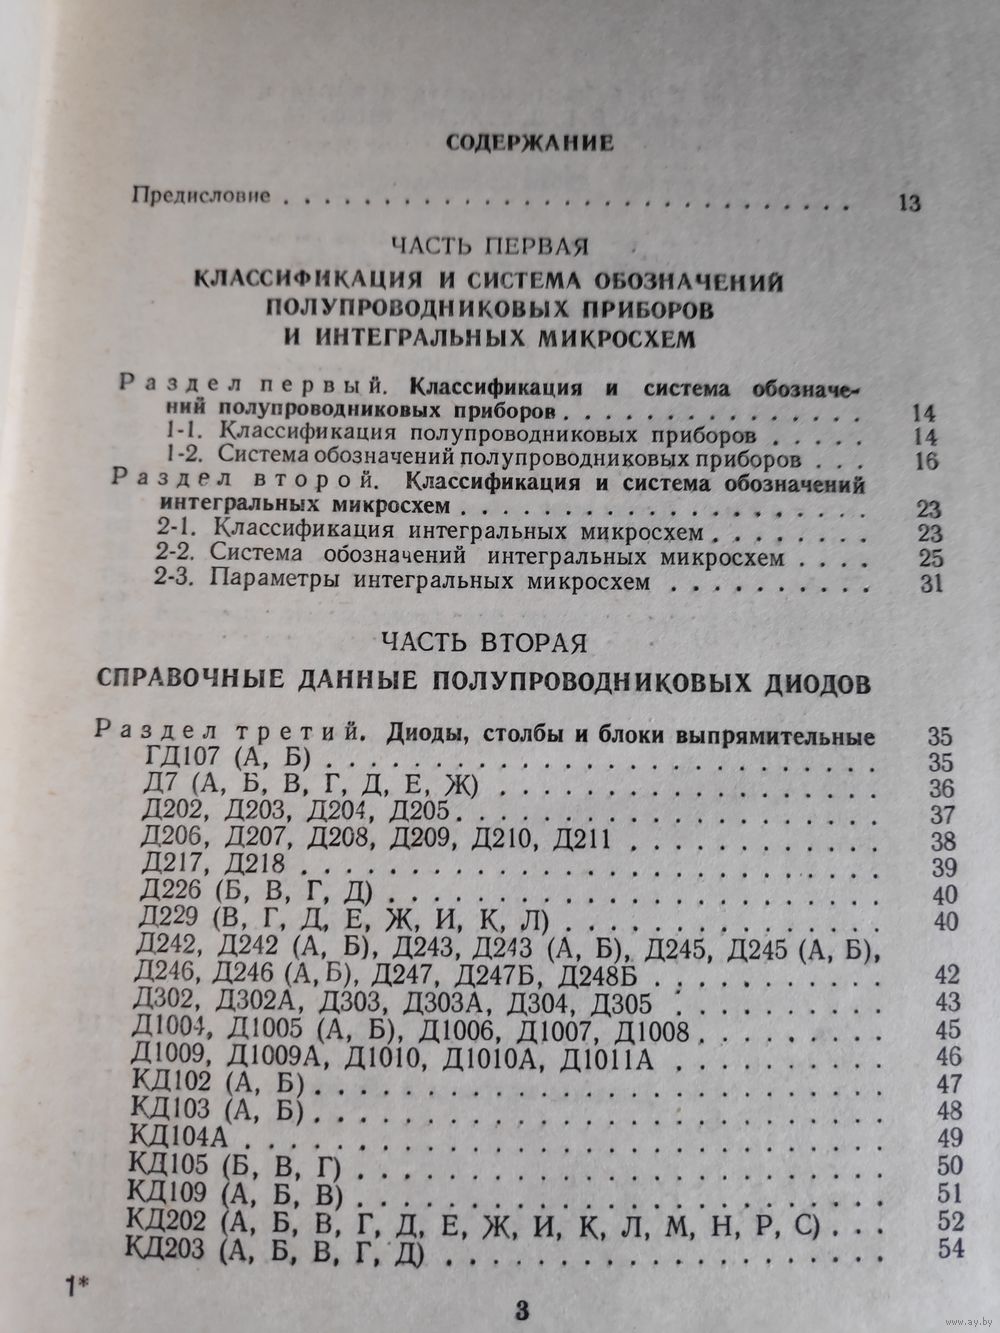 СОДЕРЖАНИЕ
Предисловие . . . . . . . . . . . . . . . . . . . . . . . . . . . . . 13
ЧАСТЬ ПЕРВАЯ
КЛАССИФИКАЦИЯ И СИСТЕМА ОБОЗНАЧЕНИЙ
ПОЛУПРОВОДНИКОВЫХ ПРИБОРОВ
И ИНТЕГРАЛЬНЫХ МИКРОСХЕМ
Раздел первый. Классификация и система обозначе-
ний полупроводниковых приборов . . . . . . . . . . . . . . . 14
1-1. Классификация полупроводниковых приборов . . . . . 14
1-2. Система обозначений полупроводниковых приборов . . . 16
Раздел второй. Классификация и система обозначений
интегральных микросхем . . . . . . . . . . . . . . . . . . . . 23
2-1. Классификация интегральных микросхем . . . . . . . . 23
2-2. Система обозначений интегральных микросхем . . . . 25
2-3. Параметры интегральных микросхем . . . . . . . . . . 31
ЧАСТЬ ВТОРАЯ
СПРАВОЧНЫЕ ДАННЫЕ ПОЛУПРОВОДНИКОВЫХ ДИОДОВ
Раздел третий. Диоды, столбы и блоки выпрямительные 35
ГД107 (А, Б) . . . . . . . . . . . . . . . . . . . . . . . . . 35
Д7 (А, Б, В, Г, Д, Е, Ж) . . . . . . . . . . . . . . . . . 36
Д202, Д203, Д204, Д205 . . . . . . . . . . . . . . . . . . . 37
Д206, Д207, Д208, Д209, Д210, Д211 . . . . . . . . . . . 38
Д217, Д218 . . . . . . . . . . . . . . . . . . . . . . . . . . 39
Д226 (Б, В, Г, Д) . . . . . . . . . . . . . . . . . . . . . . 40
Д229 (В, Г, Д, Е, Ж, И, К, Л) . . . . . . . . . . . . . . 40
Д242, Д242 (А, Б), Д243, Д243 (А, Б), Д245, Д245 (А, Б),
Д246, Д246 (А, Б), Д247, Д247Б, Д248Б . . . . . . . . . . 42
Д302, Д302А, Д303, Д303А, Д304, Д305 . . . . . . . . . . 43
Д1004, Д1005 (А, Б), Д1006, Д1007, Д1008 . . . . . . . . . 45
Д1009, Д1009А, Д1010, Д1010А, Д1011А . . . . . . . . . . 46
КД102 (А, Б) . . . . . . . . . . . . . . . . . . . . . . . . . 47
КД103 (А, Б) . . . . . . . . . . . . . . . . . . . . . . . . . 48
КД104А . . . . . . . . . . . . . . . . . . . . . . . . . . . . 49
КД105 (Б, В, Г) . . . . . . . . . . . . . . . . . . . . . . . 50
КД109 (А, Б, В) . . . . . . . . . . . . . . . . . . . . . . . 51
КД202 (А, Б, В, Г, Д, Е, Ж, И, К, Л, М, Н, Р, С) . . . 52
КД203 (А, Б, В, Г, Д) . . . . . . . . . . . . . . . . . . . 54
1*
3
www.ay.by